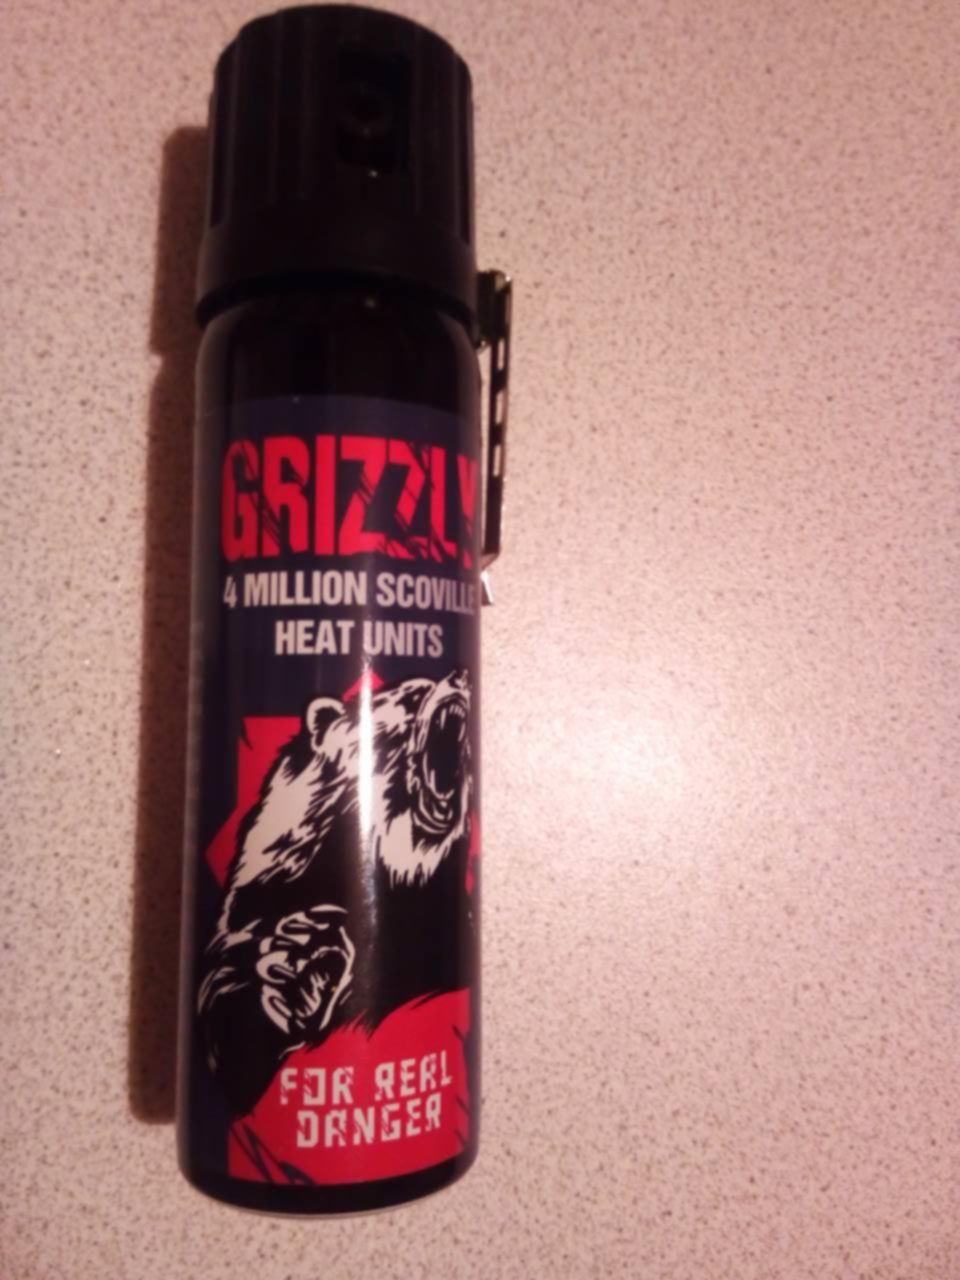 GRIZZLY
4 MILLION SCOVILLE
HEAT UNITS
FOR REAL
DANGER